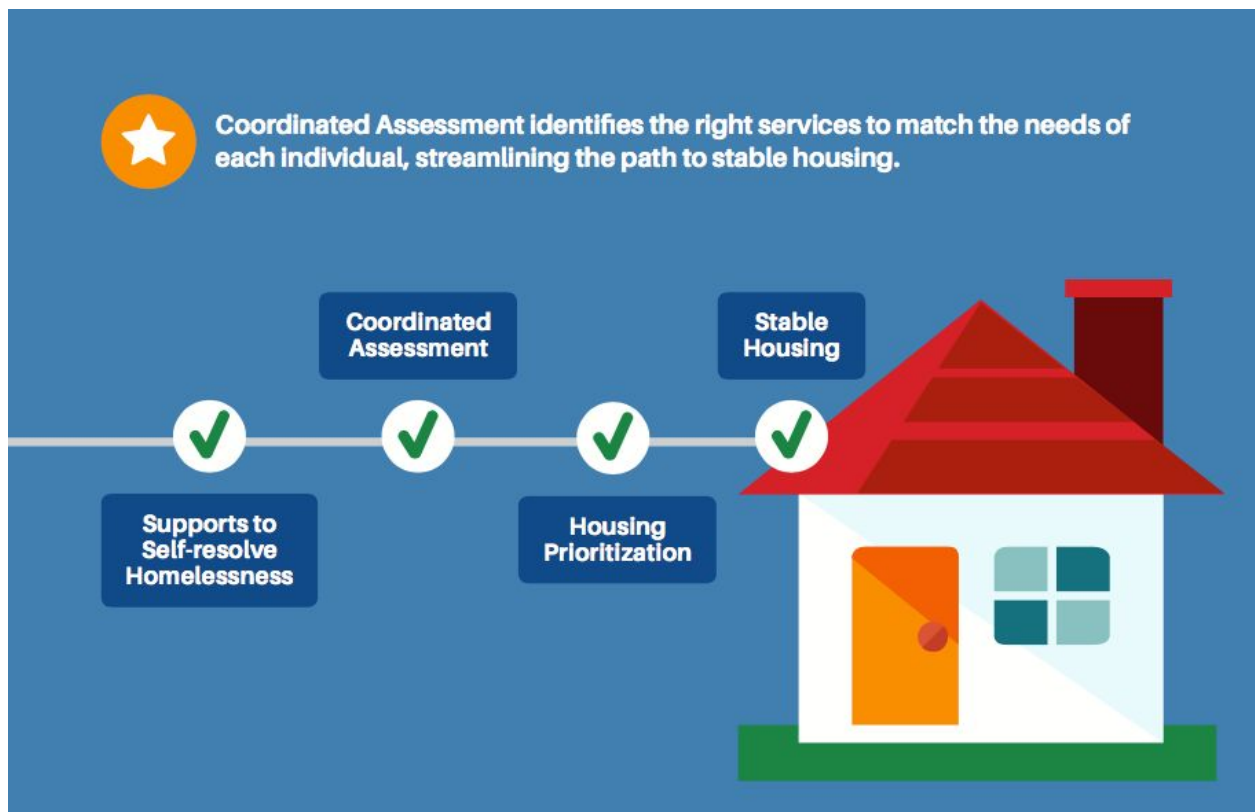 Coordinated Assessment identifies the right services to match the needs of
each individual, streamlining the path to stable housing.
Supports to
Self-resolve
Homelessness
Coordinated
Assessment
Housing
Prioritization
Stable
Housing